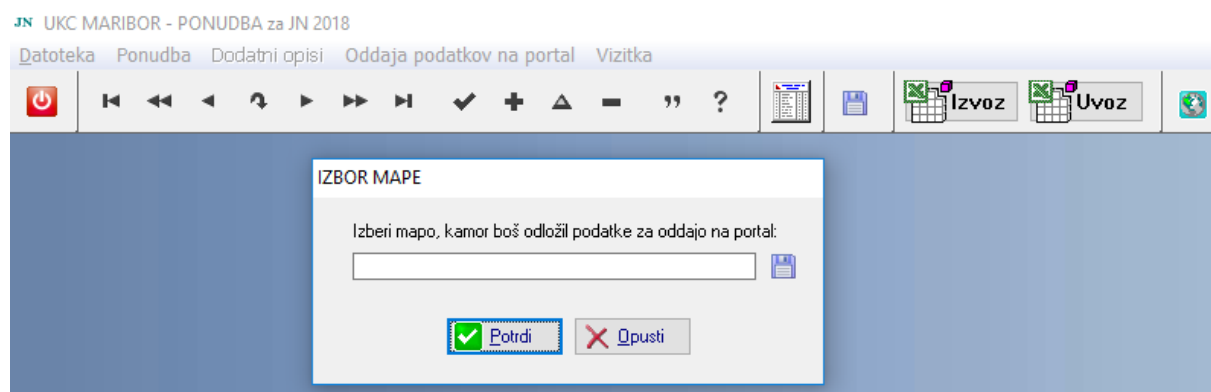 JN UKC MARIBOR - PONUDBA za JN 2018
Datoteka Ponudba Dodatni opisi Oddaja podatkov na portal Vizitka
Izvoz Uvoz
IZBOR MAPE
Izberi mapo, kamor boš odložil podatke za oddajo na portal:
Potrdi Opusti